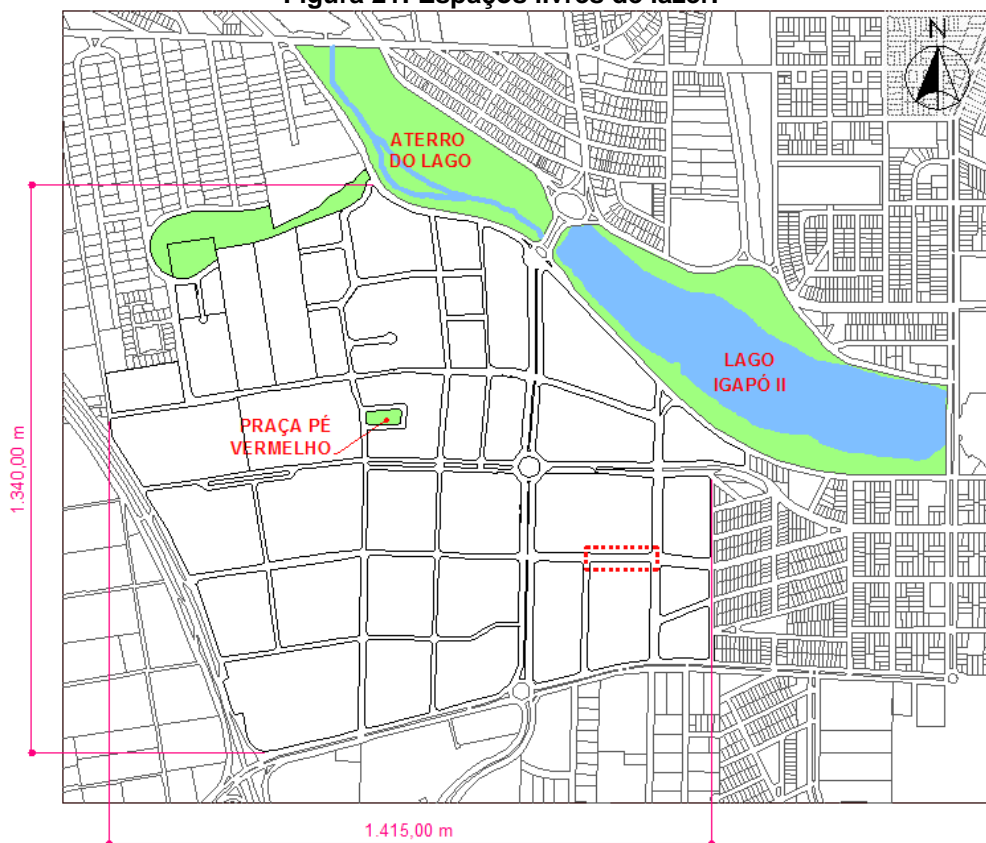 Figura 21: Espaços livres de lazer.
N
ATERRO
DO LAGO
LAGO
IGAPÓ II
PRAÇA PÉ
VERMELHO
1.340,00 m
1.415,00 m